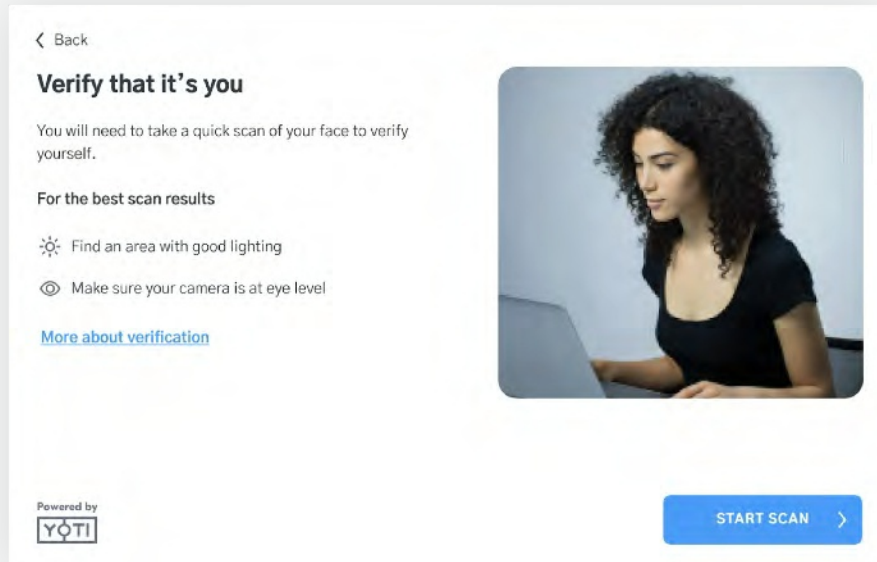 Back
Verify that it's you
You will need to take a quick scan of your face to verify
yourself.
For the best scan results
Find an area with good lighting
Make sure your camera is at eye level
More about verification
Powered by
YOTI
START SCAN